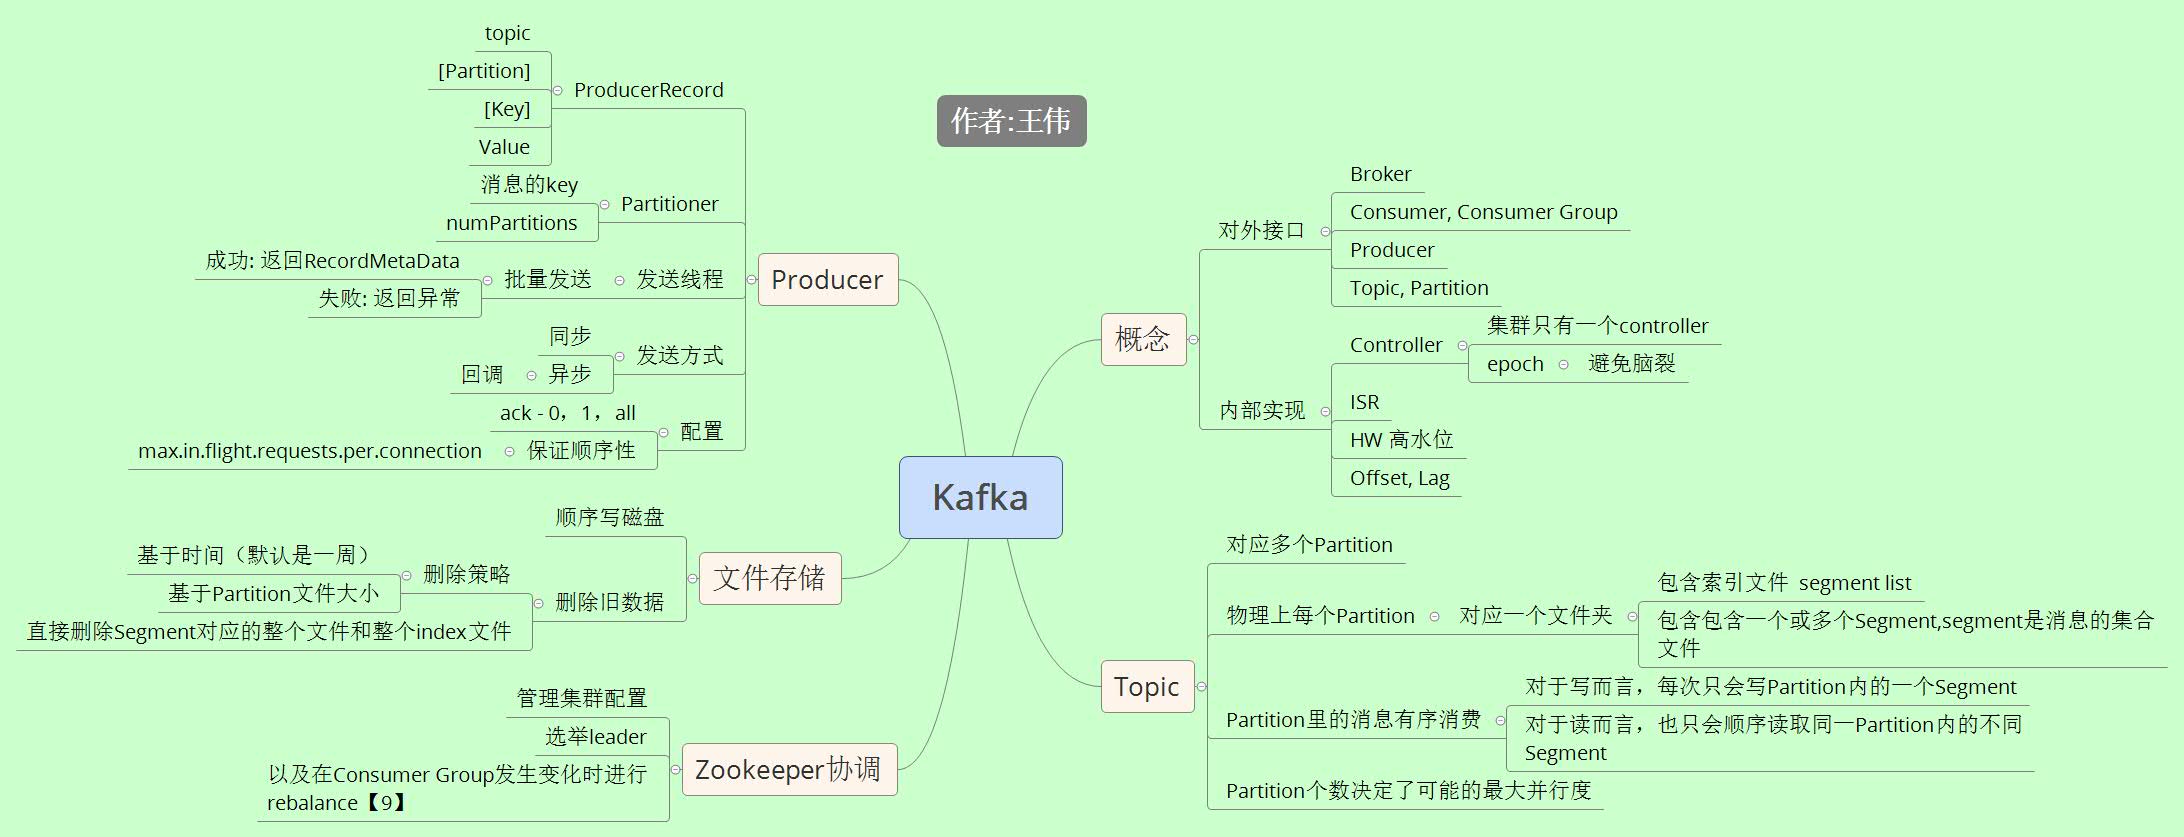 作者:王伟
Kafka
Producer
ProducerRecord
topic
[Partition]
[Key]
Value
Partitioner
消息的key
numPartitions
发送线程
批量发送
成功: 返回RecordMetaData
失败: 返回异常
发送方式
同步
异步
回调
配置
ack - 0，1，all
保证顺序性
max.in.flight.requests.per.connection
文件存储
顺序写磁盘
删除旧数据
删除策略
基于时间（默认是一周）
基于Partition文件大小
直接删除Segment对应的整个文件和整个index文件
Zookeeper协调
管理集群配置
选举leader
以及在Consumer Group发生变化时进行
rebalance【9】
概念
对外接口
Broker
Consumer, Consumer Group
Producer
Topic, Partition
内部实现
Controller
集群只有一个controller
epoch
避免脑裂
ISR
HW 高水位
Offset, Lag
Topic
对应多个Partition
物理上每个Partition
对应一个文件夹
包含索引文件 segment list
包含包含一个或多个Segment,segment是消息的集合
文件
Partition里的消息有序消费
对于写而言，每次只会写Partition内的一个Segment
对于读而言，也只会顺序读取同一Partition内的不同
Segment
Partition个数决定了可能的最大并行度